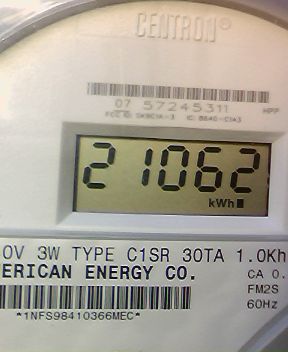 CENTRON®
07 57245311 HPP
21062
kWh
0V 3W TYPE C1SR 30TA 1.0Kh
ERICAN ENERGY CO.
CA 0.
FM2S
60Hz
*1NFS98410366MEC*